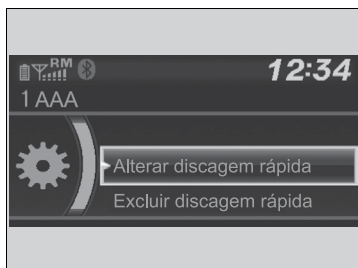 RM 12:34
1 AAA
Alterar discagem rápida
Excluir discagem rápida